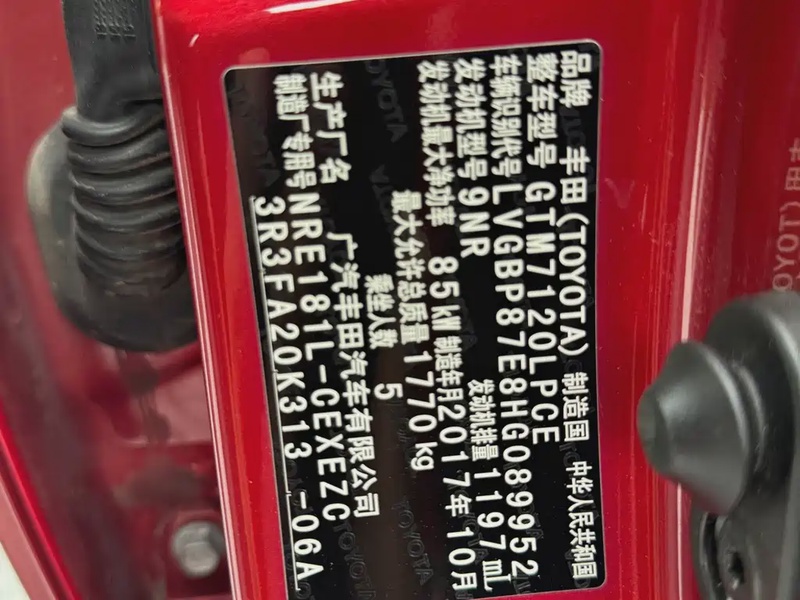 品牌 丰田(TOYOTA) 制造国 中华人民共和国
整车型号 GTM7120LPCE
车辆识别代号 LVGBP87E8HG089952
发动机型号 9NR 发动机排量 1197mL
发动机最大净功率 85kW 制造年月 2017年10月
最大允许总质量 1770kg
乘坐人数 5
生产厂名 广汽丰田汽车有限公司
制造厂专用号 NRE181L-CEXEZC
3R3FA20K313 -06A